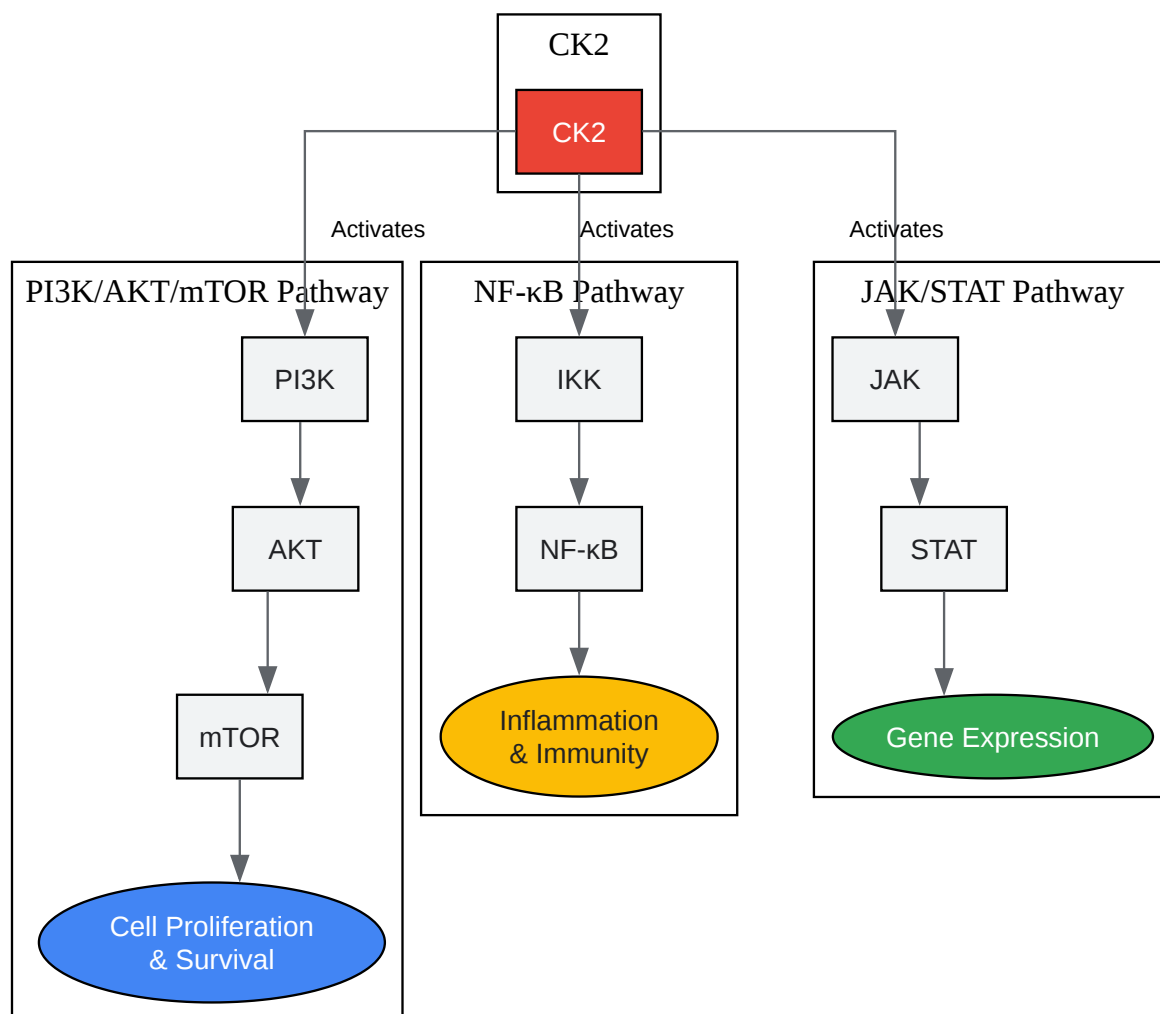 CK2
CK2
Activates
Activates
Activates
PI3K/AKT/mTOR Pathway
PI3K
AKT
mTOR
Cell Proliferation
& Survival
NF-κB Pathway
IKK
NF-κB
Inflammation
& Immunity
JAK/STAT Pathway
JAK
STAT
Gene Expression